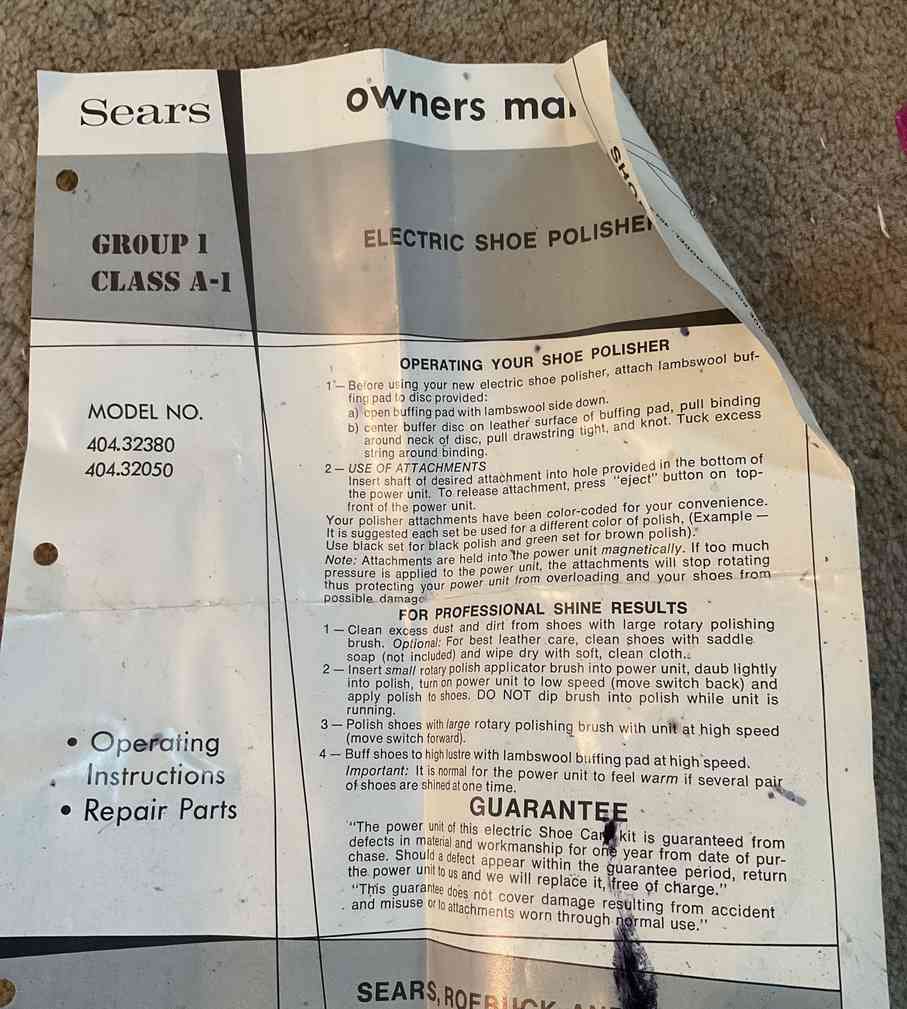 Sears
owners ma
GROUP 1
CLASS A-1
ELECTRIC SHOE POLISHER
MODEL NO.
404.32380
404.32050
• Operating
Instructions
• Repair Parts
OPERATING YOUR SHOE POLISHER
1 — Before using your new electric shoe polisher, attach lambswool buf-
fing pad to disc provided:
a) open buffing pad with lambswool side down.
b) center buffer disc on leather surface of buffing pad, pull binding
around neck of disc, pull drawstring tight, and knot. Tuck excess
string around binding.
2 — USE OF ATTACHMENTS
Insert shaft of desired attachment into hole provided in the bottom of
the power unit. To release attachment, press "eject" button on top-
front of the power unit.
Your polisher attachments have been color-coded for your convenience.
It is suggested each set be used for a different color of polish, (Example —
Use black set for black polish and green set for brown polish).
Note: Attachments are held into the power unit magnetically. If too much
pressure is applied to the power unit, the attachments will stop rotating
thus protecting your power unit from overloading and your shoes from
possible damage
FOR PROFESSIONAL SHINE RESULTS
1 — Clean excess dust and dirt from shoes with large rotary polishing
brush. Optional: For best leather care, clean shoes with saddle
soap (not included) and wipe dry with soft, clean cloth.
2 — Insert small rotary polish applicator brush into power unit, daub lightly
into polish, turn on power unit to low speed (move switch back) and
apply polish to shoes. DO NOT dip brush into polish while unit is
running.
3 — Polish shoes with large rotary polishing brush with unit at high speed
(move switch forward).
4 — Buff shoes to high lustre with lambswool buffing pad at high speed.
Important: It is normal for the power unit to feel warm if several pair
of shoes are shined at one time.
GUARANTEE
"The power unit of this electric Shoe Care kit is guaranteed from
defects in material and workmanship for one year from date of pur-
chase. Should a defect appear within the guarantee period, return
the power unit to us and we will replace it, free of charge."
"This guarantee does not cover damage resulting from accident
and misuse or to attachments worn through normal use."
SEARS, ROEBUCK AND